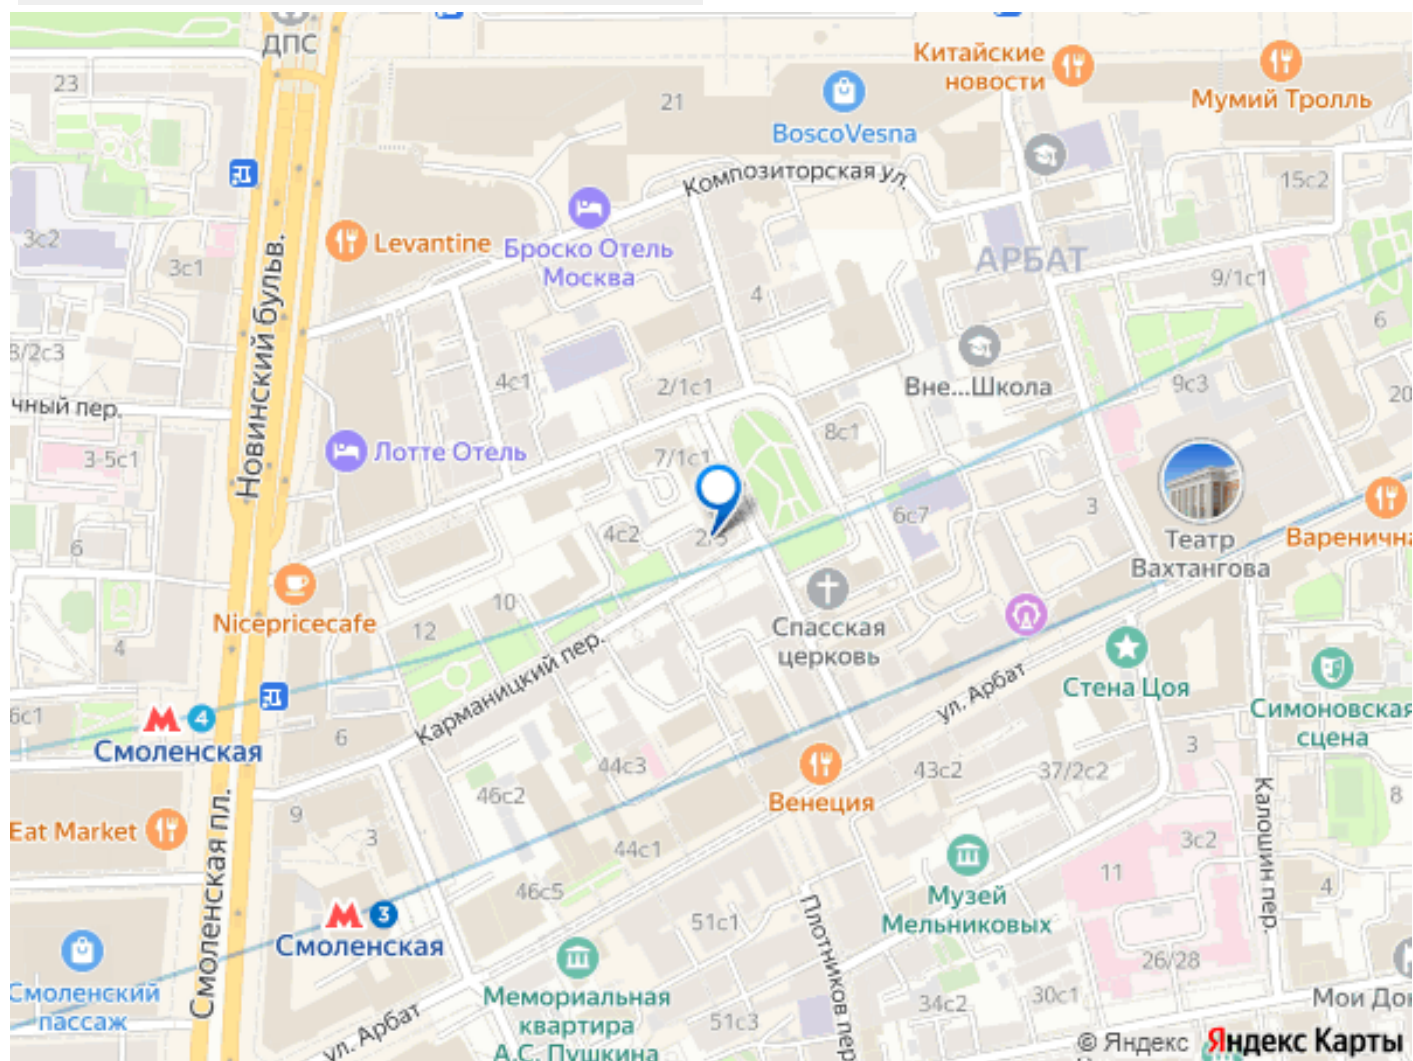 ДПС
Китайские
новости
Мумий Тролль
23
21
BoscoVesna
Композиторская ул.
15с2
3с2
3с1
Levantine
Броско Отель
Москва
АРБАТ
9/1с1
4
6
Новинский бульв.
8/2с3
4с1
2/1с1
Вне...Школа
9с3
20
чный пер.
8с1
3-5с1
Лотте Отель
7/1с1
6с7
3
Театр
Вахтангова
Варенична
6
4с2
Nicepricecafe
10
12
4
Спасская
церковь
Карманицкий пер.
ул. Арбат
Стена Цоя
Симоновская
сцена
6с1
М 4
Смоленская
6
44с3
43с2
37/2с2
3
Венеция
46с2
9
3
Eat Market
Смоленская пл.
44с1
Калошин пер.
8
3с2
11
46с5
М 3
Смоленская
51с1
Плотников пер.
Музей
Мельниковых
4
26/28
Смоленский
пассаж
Мемориальная
квартира
А.С. Пушкина
ул. Арбат
51с3
34с2
30с1
Мои До
© Яндекс Яндекс Карты